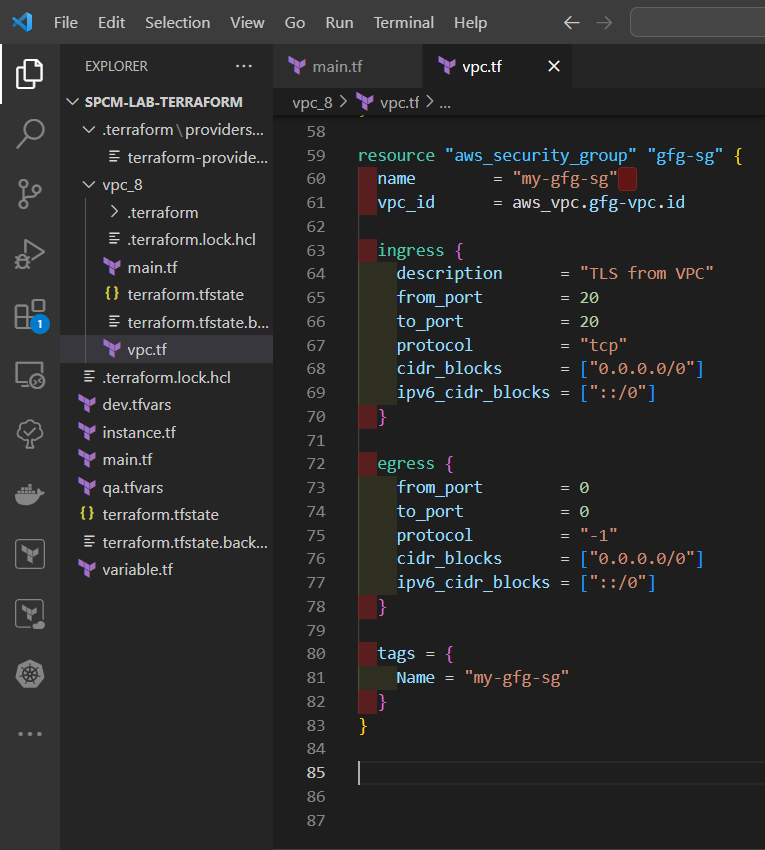 File Edit Selection View Go Run Terminal Help
EXPLORER
SPCM-LAB-TERRAFORM
.terraform\providers...
terraform-provide...
vpc_8
.terraform
.terraform.lock.hcl
main.tf
terraform.tfstate
terraform.tfstate.b...
vpc.tf
.terraform.lock.hcl
dev.tfvars
instance.tf
main.tf
qa.tfvars
terraform.tfstate
terraform.tfstate.back...
variable.tf
1
main.tf vpc.tf
vpc_8 > vpc.tf > ...
58
59 resource "aws_security_group" "gfg-sg" {
60 name = "my-gfg-sg"
61 vpc_id = aws_vpc.gfg-vpc.id
62
63 ingress {
64 description = "TLS from VPC"
65 from_port = 20
66 to_port = 20
67 protocol = "tcp"
68 cidr_blocks = ["0.0.0.0/0"]
69 ipv6_cidr_blocks = ["::/0"]
70 }
71
72 egress {
73 from_port = 0
74 to_port = 0
75 protocol = "-1"
76 cidr_blocks = ["0.0.0.0/0"]
77 ipv6_cidr_blocks = ["::/0"]
78 }
79
80 tags = {
81 Name = "my-gfg-sg"
82 }
83 }
84
85
86
87